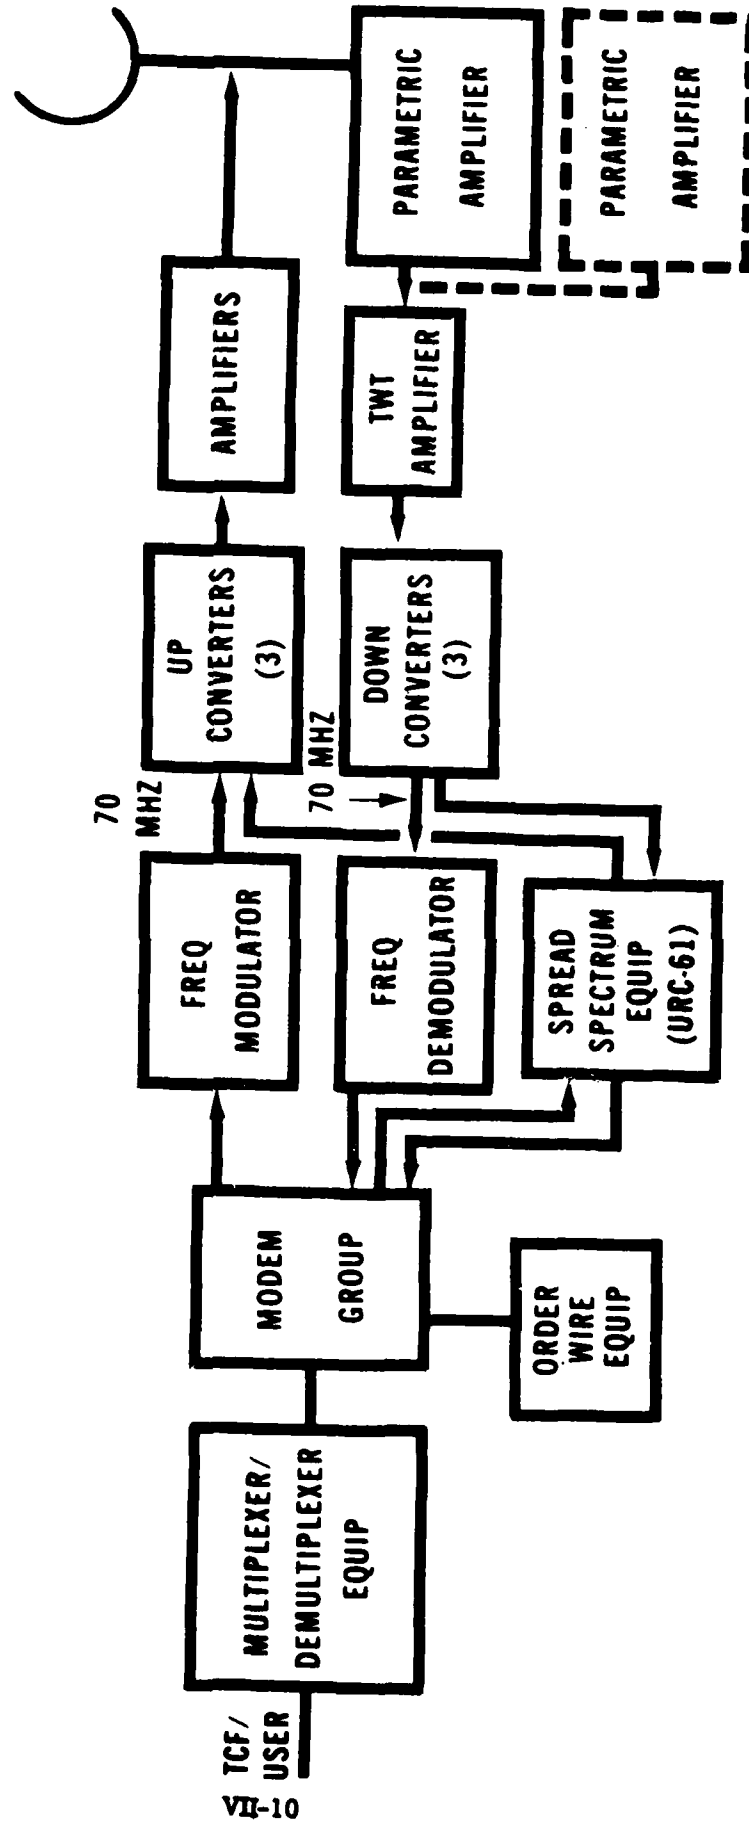 TCF/
USER
MULTIPLEXER/
DEMULTIPLEXER
EQUIP
MODEM
GROUP
ORDER
WIRE
EQUIP
FREQ
MODULATOR
70
MHZ
UP
CONVERTERS
(3)
AMPLIFIERS
FREQ
DEMODULATOR
70 MHZ
DOWN
CONVERTERS
(3)
TWT
AMPLIFIER
PARAMETRIC
AMPLIFIER
PARAMETRIC
AMPLIFIER
SPREAD
SPECTRUM
EQUIP
(URC-61)
VII-10